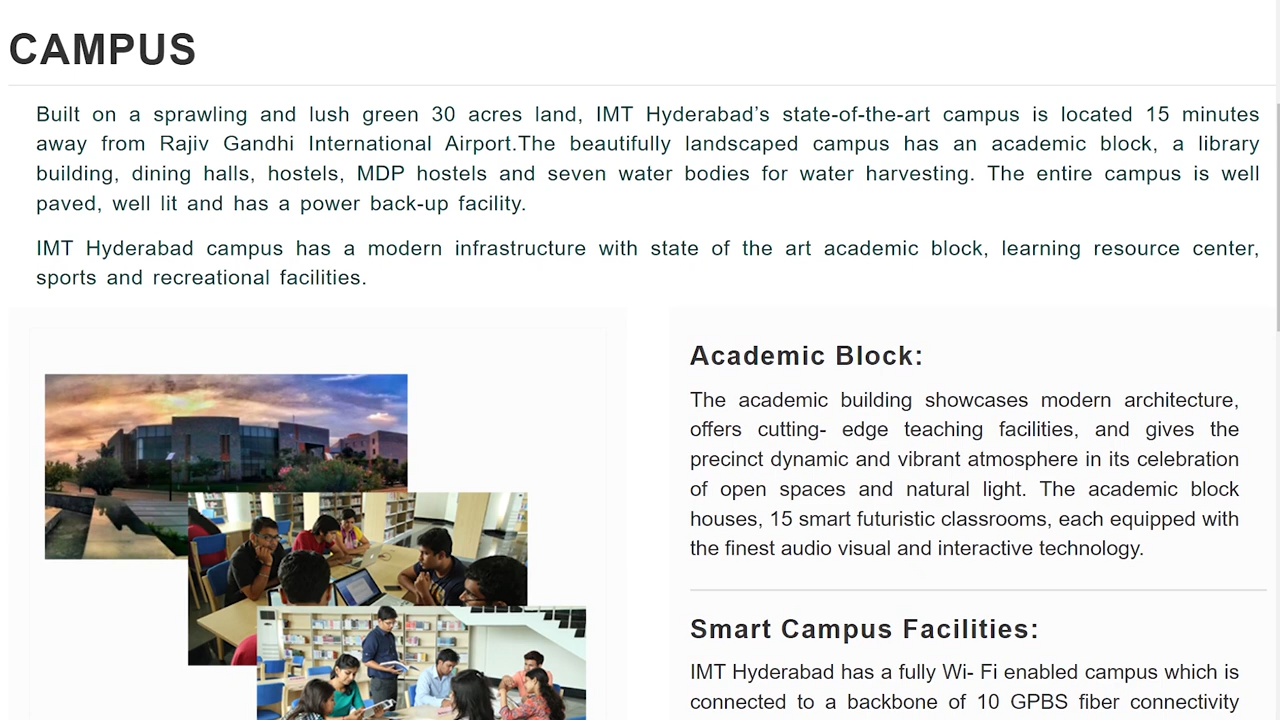 CAMPUS
Built on a sprawling and lush green 30 acres land, IMT Hyderabad’s state-of-the-art campus is located 15 minutes
away from Rajiv Gandhi International Airport.The beautifully landscaped campus has an academic block, a library
building, dining halls, hostels, MDP hostels and seven water bodies for water harvesting. The entire campus is well
paved, well lit and has a power back-up facility.
IMT Hyderabad campus has a modern infrastructure with state of the art academic block, learning resource center,
sports and recreational facilities.
Academic Block:
The academic building showcases modern architecture,
offers cutting- edge teaching facilities, and gives the
precinct dynamic and vibrant atmosphere in its celebration
of open spaces and natural light. The academic block
houses, 15 smart futuristic classrooms, each equipped with
the finest audio visual and interactive technology.
Smart Campus Facilities:
IMT Hyderabad has a fully Wi- Fi enabled campus which is
connected to a backbone of 10 GPBS fiber connectivity